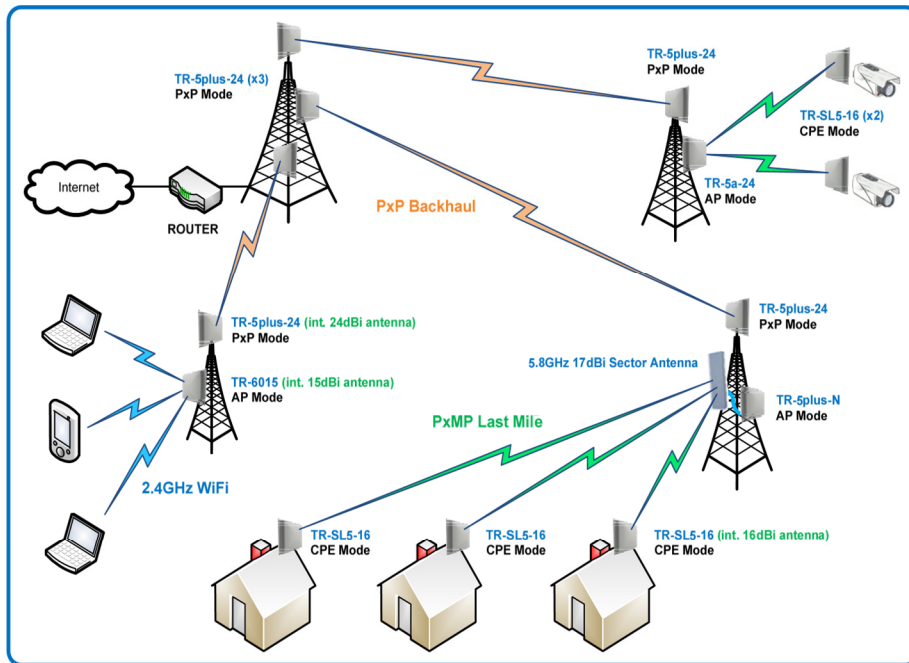 TR-5plus-24 (x3)
PxP Mode
TR-5plus-24
PxP Mode
TR-SL5-16 (x2)
CPE Mode
TR-5a-24
AP Mode
Internet
ROUTER
PxP Backhaul
TR-5plus-24 (int. 24dBi antenna)
PxP Mode
TR-5plus-24
PxP Mode
5.8GHz 17dBi Sector Antenna
TR-6015 (int. 15dBi antenna)
AP Mode
TR-5plus-N
AP Mode
PxMP Last Mile
2.4GHz WiFi
TR-SL5-16
CPE Mode
TR-SL5-16
CPE Mode
TR-SL5-16 (int. 16dBi antenna)
CPE Mode